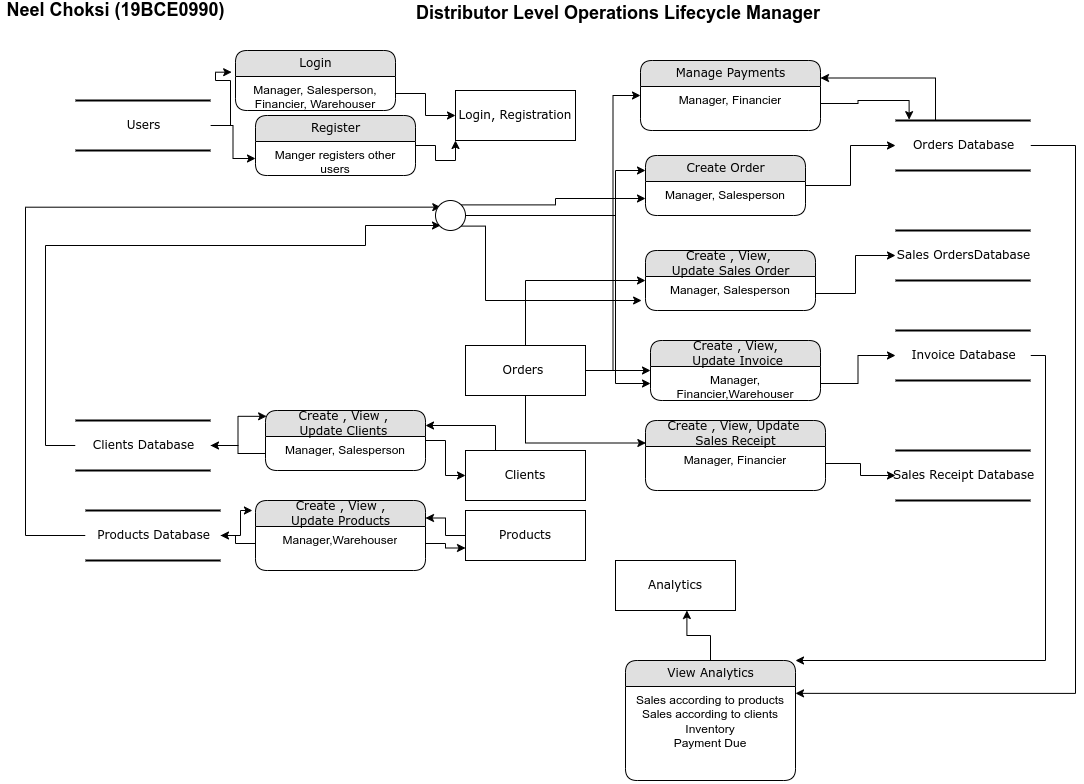 Neel Choksi (19BCE0990)
Distributor Level Operations Lifecycle Manager
Login
Manager, Salesperson,
Financier, Warehouser
Users
Register
Manger registers other
users
Login, Registration
Manage Payments
Manager, Financier
Orders Database
Create Order
Manager, Salesperson
Create , View,
Update Sales Order
Manager, Salesperson
Sales OrdersDatabase
Orders
Create , View,
Update Invoice
Manager,
Financier,Warehouser
Invoice Database
Clients Database
Create , View ,
Update Clients
Manager, Salesperson
Clients
Create , View, Update
Sales Receipt
Manager, Financier
Sales Receipt Database
Products Database
Create , View ,
Update Products
Manager,Warehouser
Products
Analytics
View Analytics
Sales according to products
Sales according to clients
Inventory
Payment Due